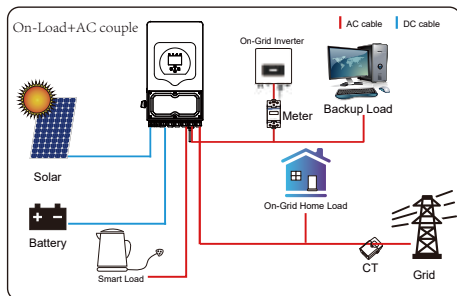 On-Load+AC couple
AC cable
DC cable
On-Grid Inverter
Meter
Backup Load
Solar
On-Grid Home Load
Battery
Smart Load
CT
Grid